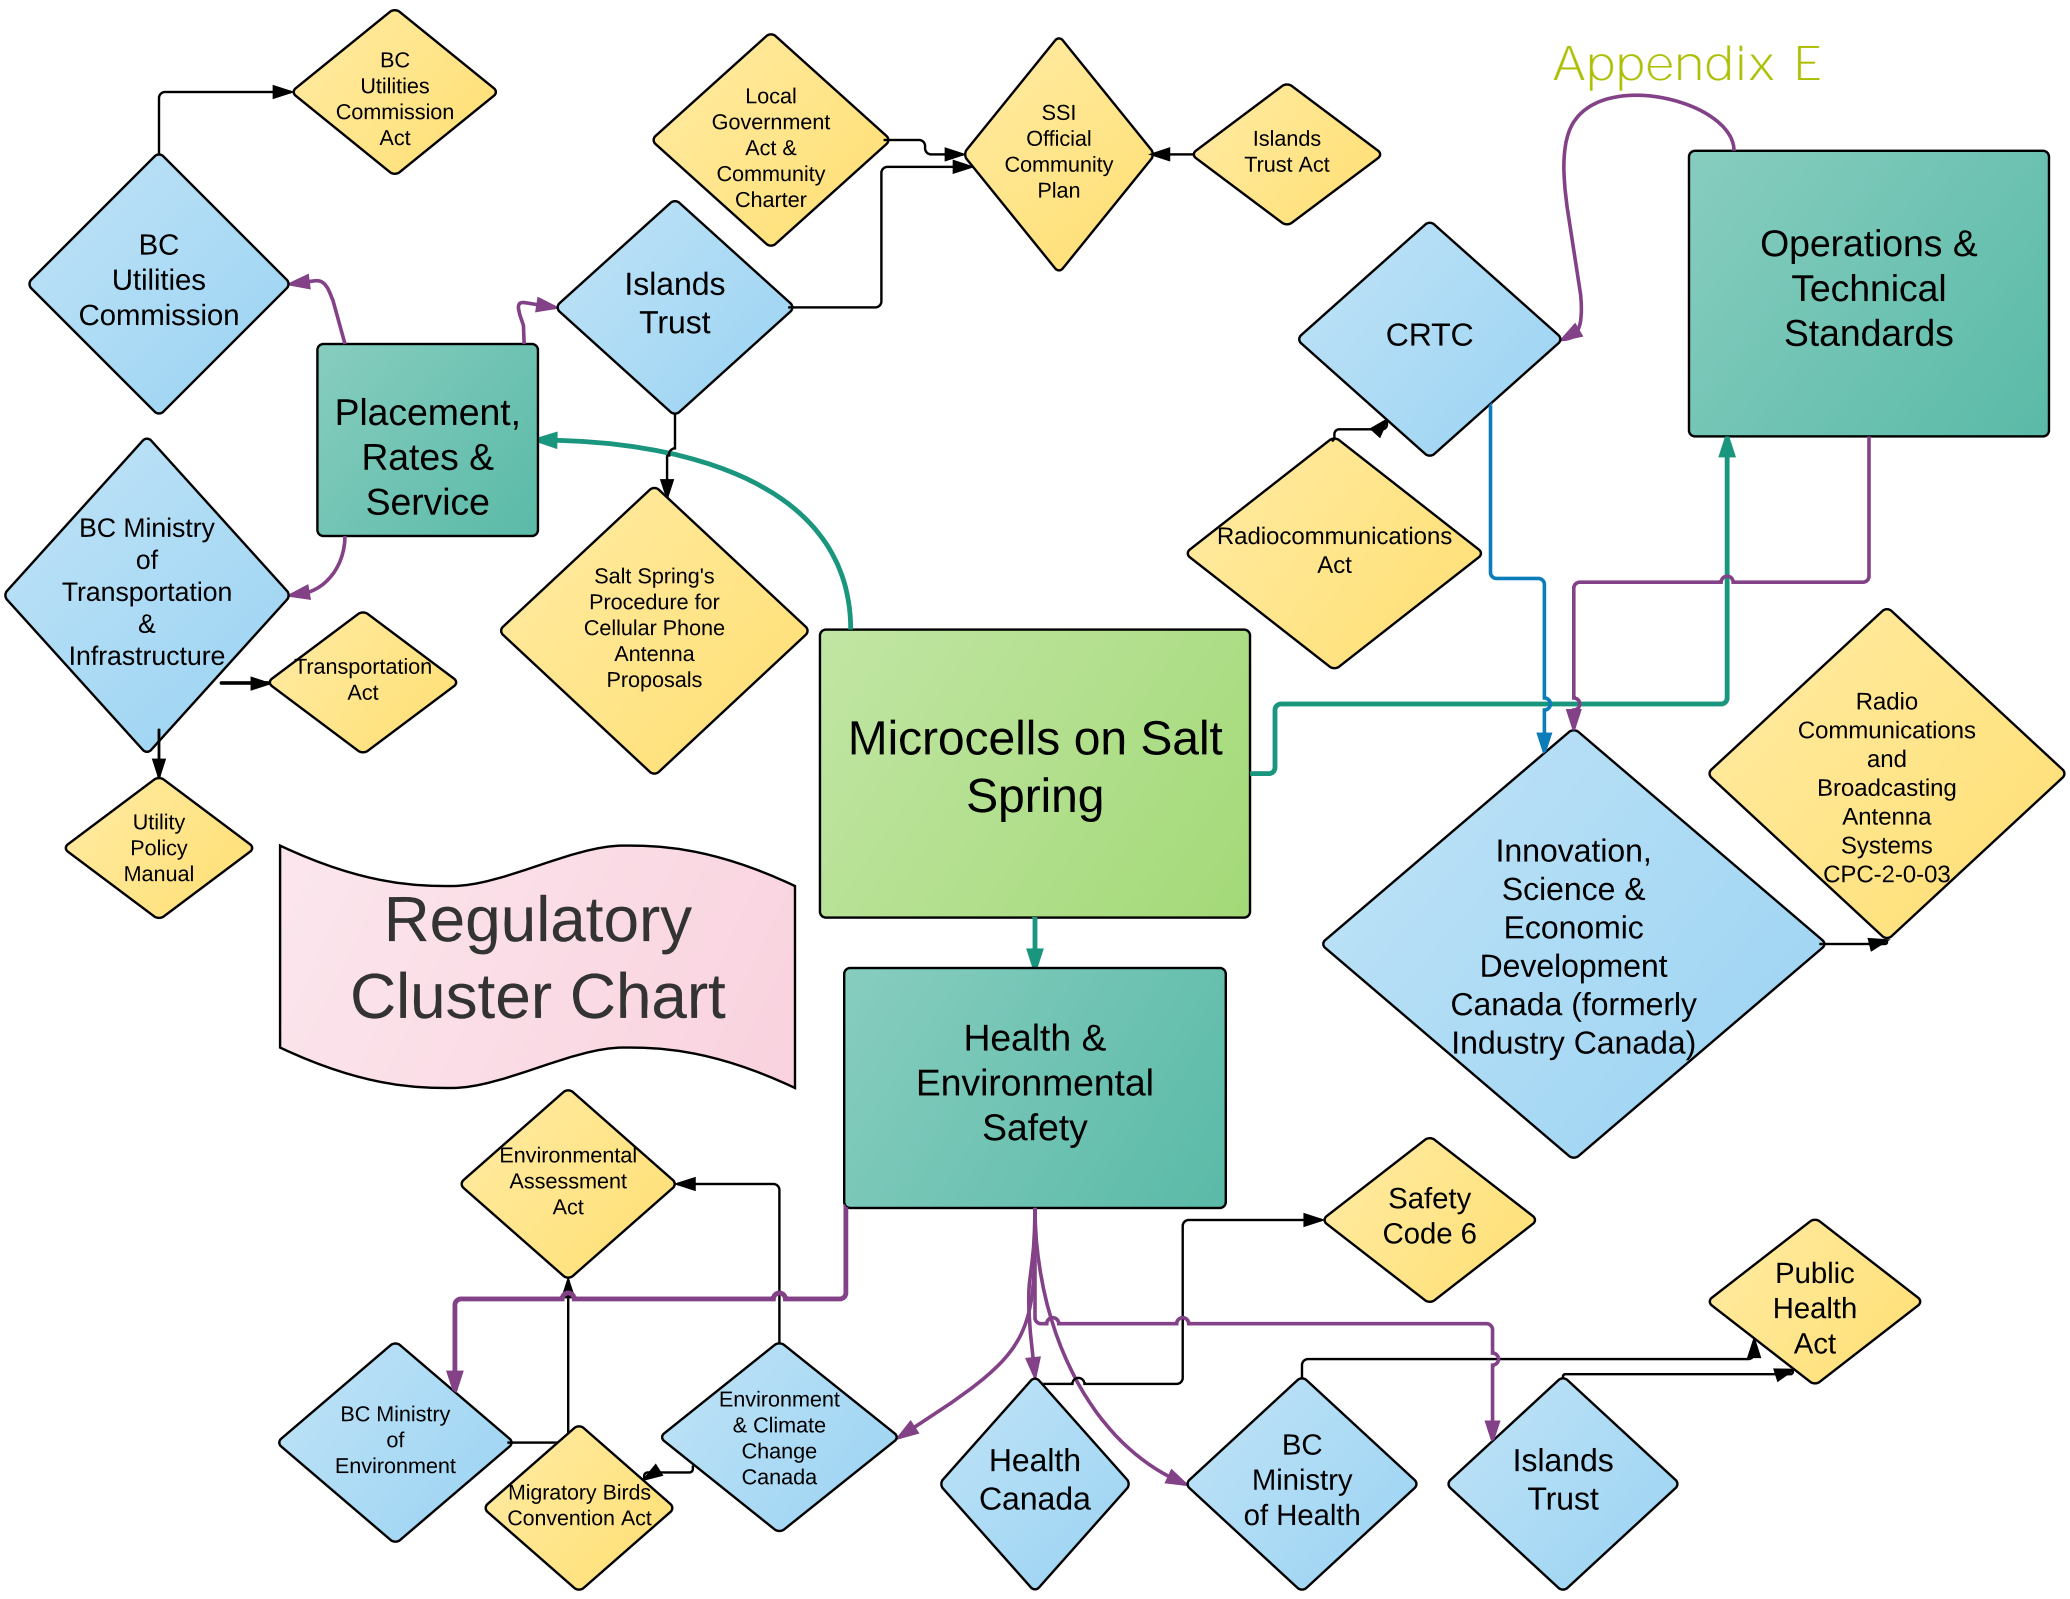 Appendix E
BC
Utilities
Commission
Act
Local
Government
Act &
Community
Charter
SSI
Official
Community
Plan
Islands
Trust Act
BC
Utilities
Commission
Islands
Trust
CRTC
Operations &
Technical
Standards
Placement,
Rates &
Service
BC Ministry
of
Transportation
&
Infrastructure
Transportation
Act
Utility
Policy
Manual
Salt Spring's
Procedure for
Cellular Phone
Antenna
Proposals
Radiocommunications
Act
Microcells on Salt
Spring
Radio
Communications
and
Broadcasting
Antenna
Systems
CPC-2-0-03
Innovation,
Science &
Economic
Development
Canada (formerly
Industry Canada)
Regulatory
Cluster Chart
Health &
Environmental
Safety
Environmental
Assessment
Act
Safety
Code 6
Public
Health
Act
BC Ministry
of
Environment
Migratory Birds
Convention Act
Environment
& Climate
Change
Canada
Health
Canada
BC
Ministry
of Health
Islands
Trust